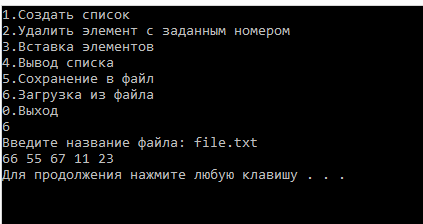 1.Создать список
2.Удалить элемент с заданным номером
3.Вставка элементов
4.Вывод списка
5.Сохранение в файл
6.Загрузка из файла
0.Выход
6
Введите название файла: file.txt
66 55 67 11 23
Для продолжения нажмите любую клавишу . . .